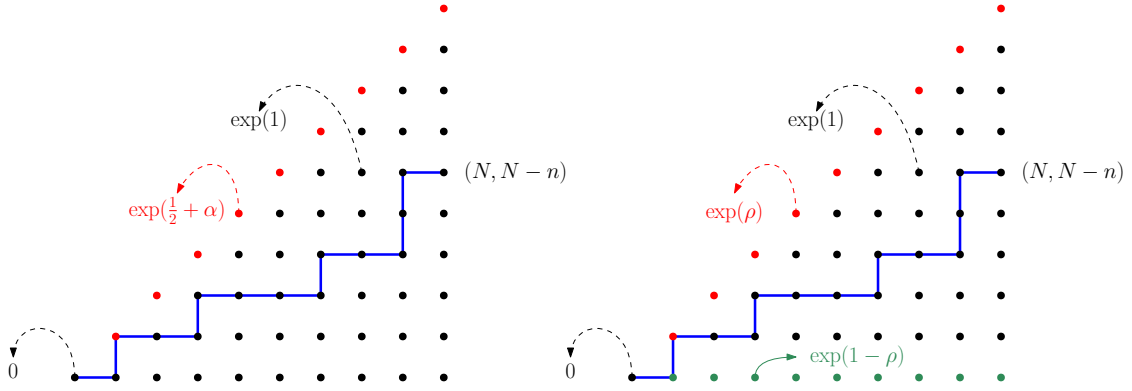 exp(1)
(N, N − n)
exp(½ + α)
0
exp(1)
(N, N − n)
exp(ρ)
exp(1 − ρ)
0